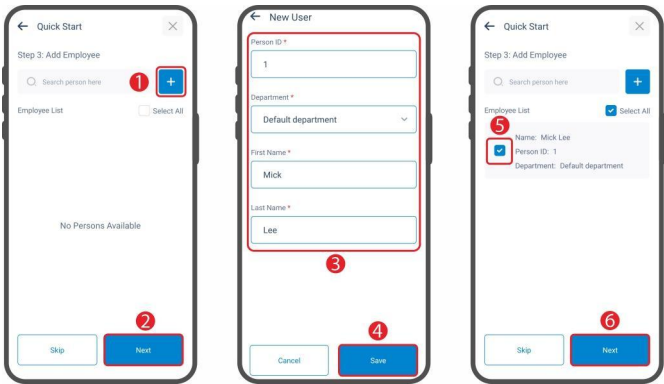 ← Quick Start ×
Step 3: Add Employee
Search person here
1
+
Employee List Select All
No Persons Available
2
Skip Next
← New User
Person ID *
1
Department *
Default department
First Name *
Mick
Last Name *
Lee
3
4
Cancel Save
← Quick Start ×
Step 3: Add Employee
Search person here +
Employee List Select All
5
Name: Mick Lee
Person ID: 1
Department: Default department
6
Skip Next